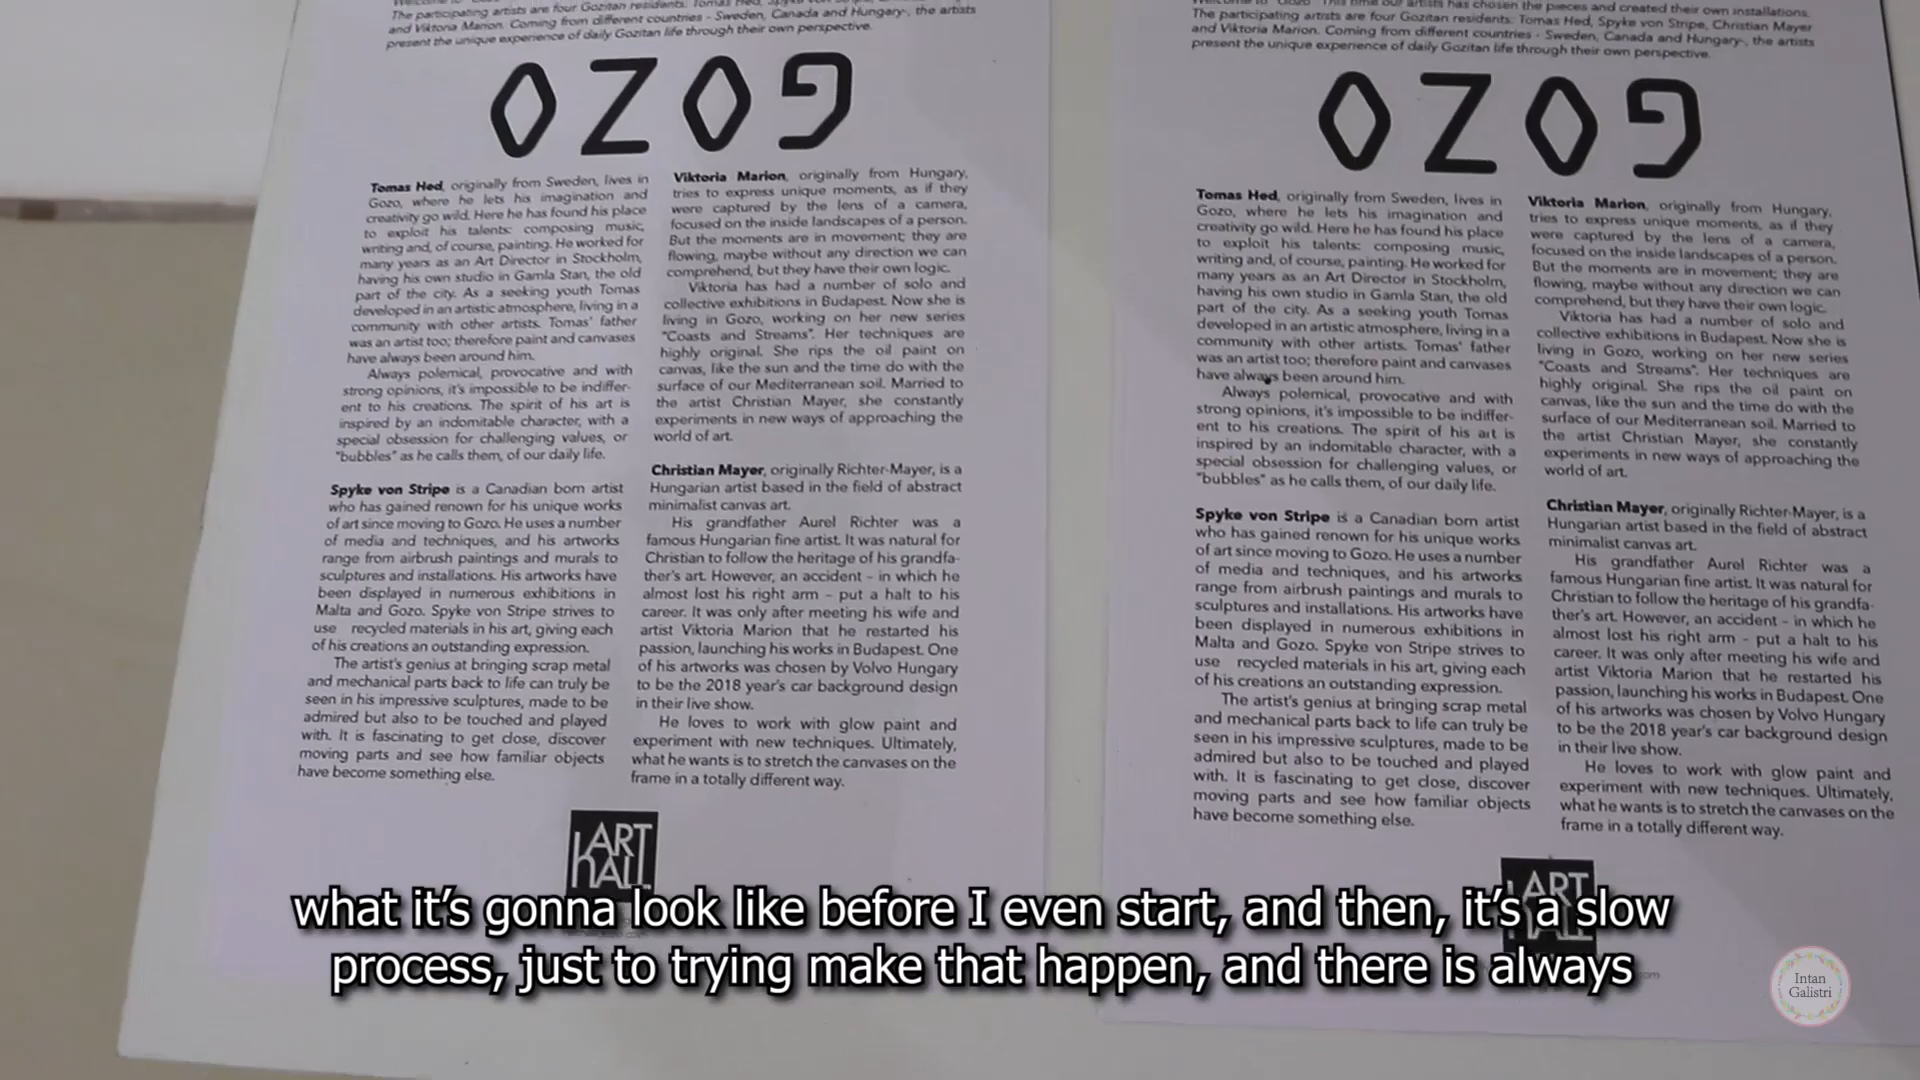 The participating artists are four Gozitan residents: Tomas Hed, Spyke von Stripe, Christian Mayer
and Viktoria Marion. Coming from different countries - Sweden, Canada and Hungary-, the artists
present the unique experience of daily Gozitan life through their own perspective.
OZOG
Tomas Hed, originally from Sweden, lives in
Gozo, where he lets his imagination and
creativity go wild. Here he has found his place
to exploit his talents: composing music,
writing and, of course, painting. He worked for
many years as an Art Director in Stockholm,
having his own studio in Gamla Stan, the old
part of the city. As a seeking youth Tomas
developed in an artistic atmosphere, living in a
community with other artists. Tomas' father
was an artist too; therefore paint and canvases
have always been around him.
Always polemical, provocative and with
strong opinions, it's impossible to be indiffer-
ent to his creations. The spirit of his art is
inspired by an indomitable character, with a
special obsession for challenging values, or
"bubbles" as he calls them, of our daily life.
Spyke von Stripe is a Canadian born artist
who has gained renown for his unique works
of art since moving to Gozo. He uses a number
of media and techniques, and his artworks
range from airbrush paintings and murals to
sculptures and installations. His artworks have
been displayed in numerous exhibitions in
Malta and Gozo. Spyke von Stripe strives to
use recycled materials in his art, giving each
of his creations an outstanding expression.
The artist's genius at bringing scrap metal
and mechanical parts back to life can truly be
seen in his impressive sculptures, made to be
admired but also to be touched and played
with. It is fascinating to get close, discover
moving parts and see how familiar objects
have become something else.
Viktoria Marion, originally from Hungary,
tries to express unique moments, as if they
were captured by the lens of a camera,
focused on the inside landscapes of a person.
But the moments are in movement; they are
flowing, maybe without any direction we can
comprehend, but they have their own logic.
Viktoria has had a number of solo and
collective exhibitions in Budapest. Now she is
living in Gozo, working on her new series
"Coasts and Streams". Her techniques are
highly original. She rips the oil paint on
canvas, like the sun and the time do with the
surface of our Mediterranean soil. Married to
the artist Christian Mayer, she constantly
experiments in new ways of approaching the
world of art.
Christian Mayer, originally Richter-Mayer, is a
Hungarian artist based in the field of abstract
minimalist canvas art.
His grandfather Aurel Richter was a
famous Hungarian fine artist. It was natural for
Christian to follow the heritage of his grandfa-
ther's art. However, an accident - in which he
almost lost his right arm - put a halt to his
career. It was only after meeting his wife and
artist Viktoria Marion that he restarted his
passion, launching his works in Budapest. One
of his artworks was chosen by Volvo Hungary
to be the 2018 year's car background design
in their live show.
He loves to work with glow paint and
experiment with new techniques. Ultimately,
what he wants is to stretch the canvases on the
frame in a totally different way.
ART
hALL
our artists has chosen the pieces and created their own installations.
The participating artists are four Gozitan residents: Tomas Hed, Spyke von Stripe, Christian Mayer
and Viktoria Marion. Coming from different countries - Sweden, Canada and Hungary-, the artists
present the unique experience of daily Gozitan life through their own perspective.
OZOG
Tomas Hed, originally from Sweden, lives in
Gozo, where he lets his imagination and
creativity go wild. Here he has found his place
to exploit his talents: composing music,
writing and, of course, painting. He worked for
many years as an Art Director in Stockholm,
having his own studio in Gamla Stan, the old
part of the city. As a seeking youth Tomas
developed in an artistic atmosphere, living in a
community with other artists. Tomas' father
was an artist too; therefore paint and canvases
have always been around him.
Always polemical, provocative and with
strong opinions, it's impossible to be indiffer-
ent to his creations. The spirit of his art is
inspired by an indomitable character, with a
special obsession for challenging values, or
"bubbles" as he calls them, of our daily life.
Spyke von Stripe is a Canadian born artist
who has gained renown for his unique works
of art since moving to Gozo. He uses a number
of media and techniques, and his artworks
range from airbrush paintings and murals to
sculptures and installations. His artworks have
been displayed in numerous exhibitions in
Malta and Gozo. Spyke von Stripe strives to
use recycled materials in his art, giving each
of his creations an outstanding expression.
The artist's genius at bringing scrap metal
and mechanical parts back to life can truly be
seen in his impressive sculptures, made to be
admired but also to be touched and played
with. It is fascinating to get close, discover
moving parts and see how familiar objects
have become something else.
Viktoria Marion, originally from Hungary,
tries to express unique moments, as if they
were captured by the lens of a camera,
focused on the inside landscapes of a person.
But the moments are in movement; they are
flowing, maybe without any direction we can
comprehend, but they have their own logic.
Viktoria has had a number of solo and
collective exhibitions in Budapest. Now she is
living in Gozo, working on her new series
"Coasts and Streams". Her techniques are
highly original. She rips the oil paint on
canvas, like the sun and the time do with the
surface of our Mediterranean soil. Married to
the artist Christian Mayer, she constantly
experiments in new ways of approaching the
world of art.
Christian Mayer, originally Richter-Mayer, is a
Hungarian artist based in the field of abstract
minimalist canvas art.
His grandfather Aurel Richter was a
famous Hungarian fine artist. It was natural for
Christian to follow the heritage of his grandfa-
ther's art. However, an accident - in which he
almost lost his right arm - put a halt to his
career. It was only after meeting his wife and
artist Viktoria Marion that he restarted his
passion, launching his works in Budapest. One
of his artworks was chosen by Volvo Hungary
to be the 2018 year's car background design
in their live show.
He loves to work with glow paint and
experiment with new techniques. Ultimately,
what he wants is to stretch the canvases on the
frame in a totally different way.
ART
what it's gonna look like before I even start, and then, it's a slow
process, just to trying make that happen, and there is always
Intan
Galistri